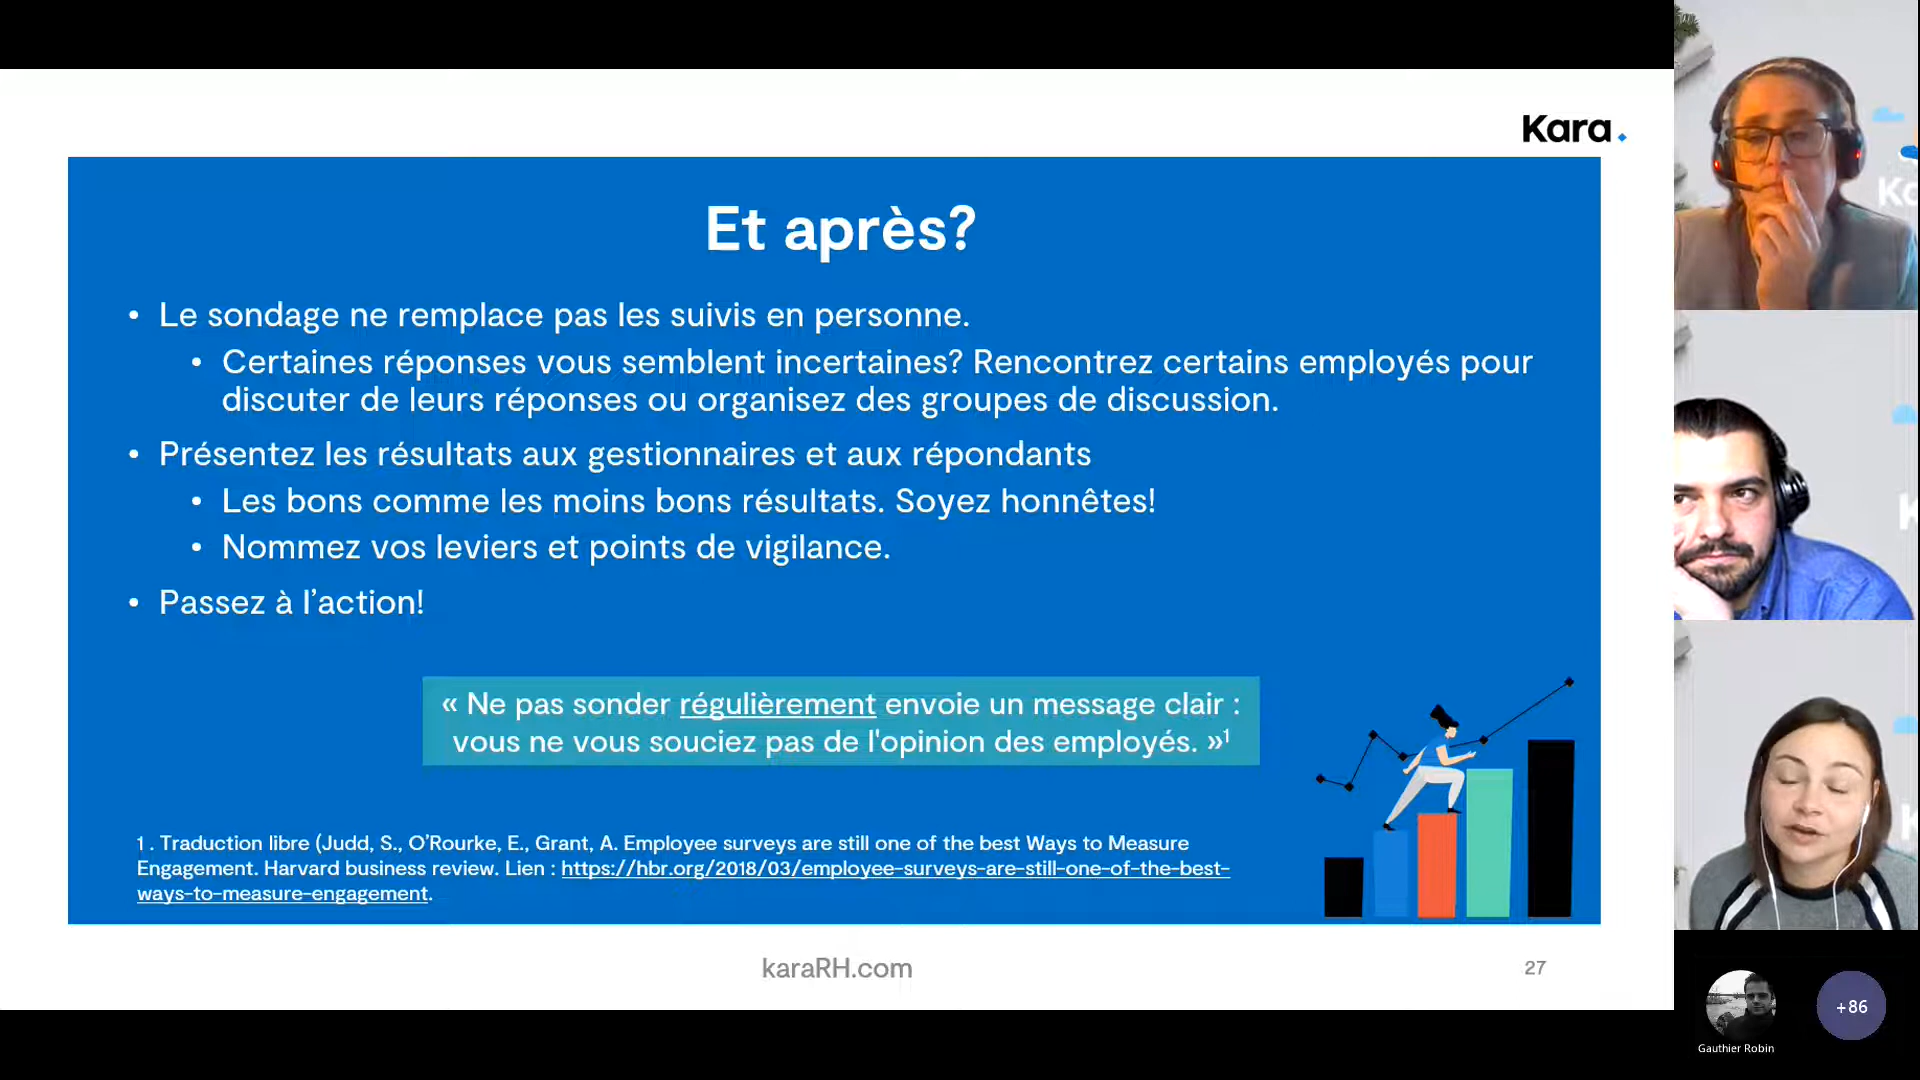 Kara.
Et après?
• Le sondage ne remplace pas les suivis en personne.
• Certaines réponses vous semblent incertaines? Rencontrez certains employés pour
discuter de leurs réponses ou organisez des groupes de discussion.
• Présentez les résultats aux gestionnaires et aux répondants
• Les bons comme les moins bons résultats. Soyez honnêtes!
• Nommez vos leviers et points de vigilance.
• Passez à l’action!
« Ne pas sonder régulièrement envoie un message clair :
vous ne vous souciez pas de l'opinion des employés. »1
1 . Traduction libre (Judd, S., O’Rourke, E., Grant, A. Employee surveys are still one of the best Ways to Measure
Engagement. Harvard business review. Lien : https://hbr.org/2018/03/employee-surveys-are-still-one-of-the-best-
ways-to-measure-engagement.
karaRH.com
27
Gauthier Robin
+86